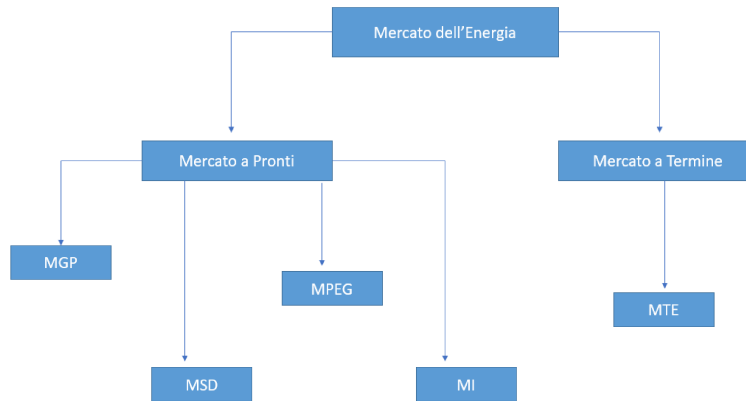 Mercato dell'Energia
Mercato a Pronti
Mercato a Termine
MGP
MPEG
MTE
MSD
MI